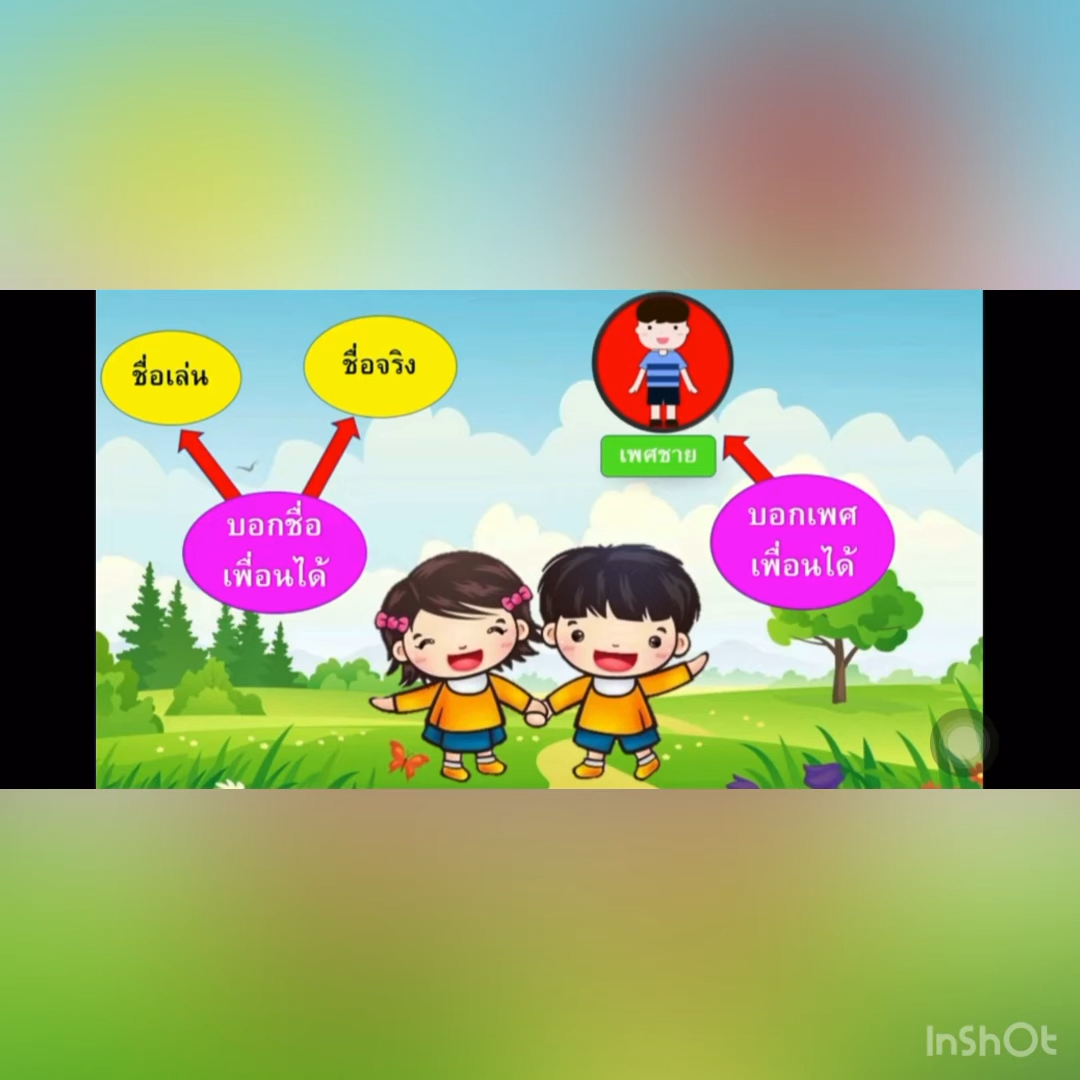 ชื่อเล่น
ชื่อจริง
เพศชาย
บอกชื่อ
เพื่อนได้
บอกเพศ
เพื่อนได้
InShOt